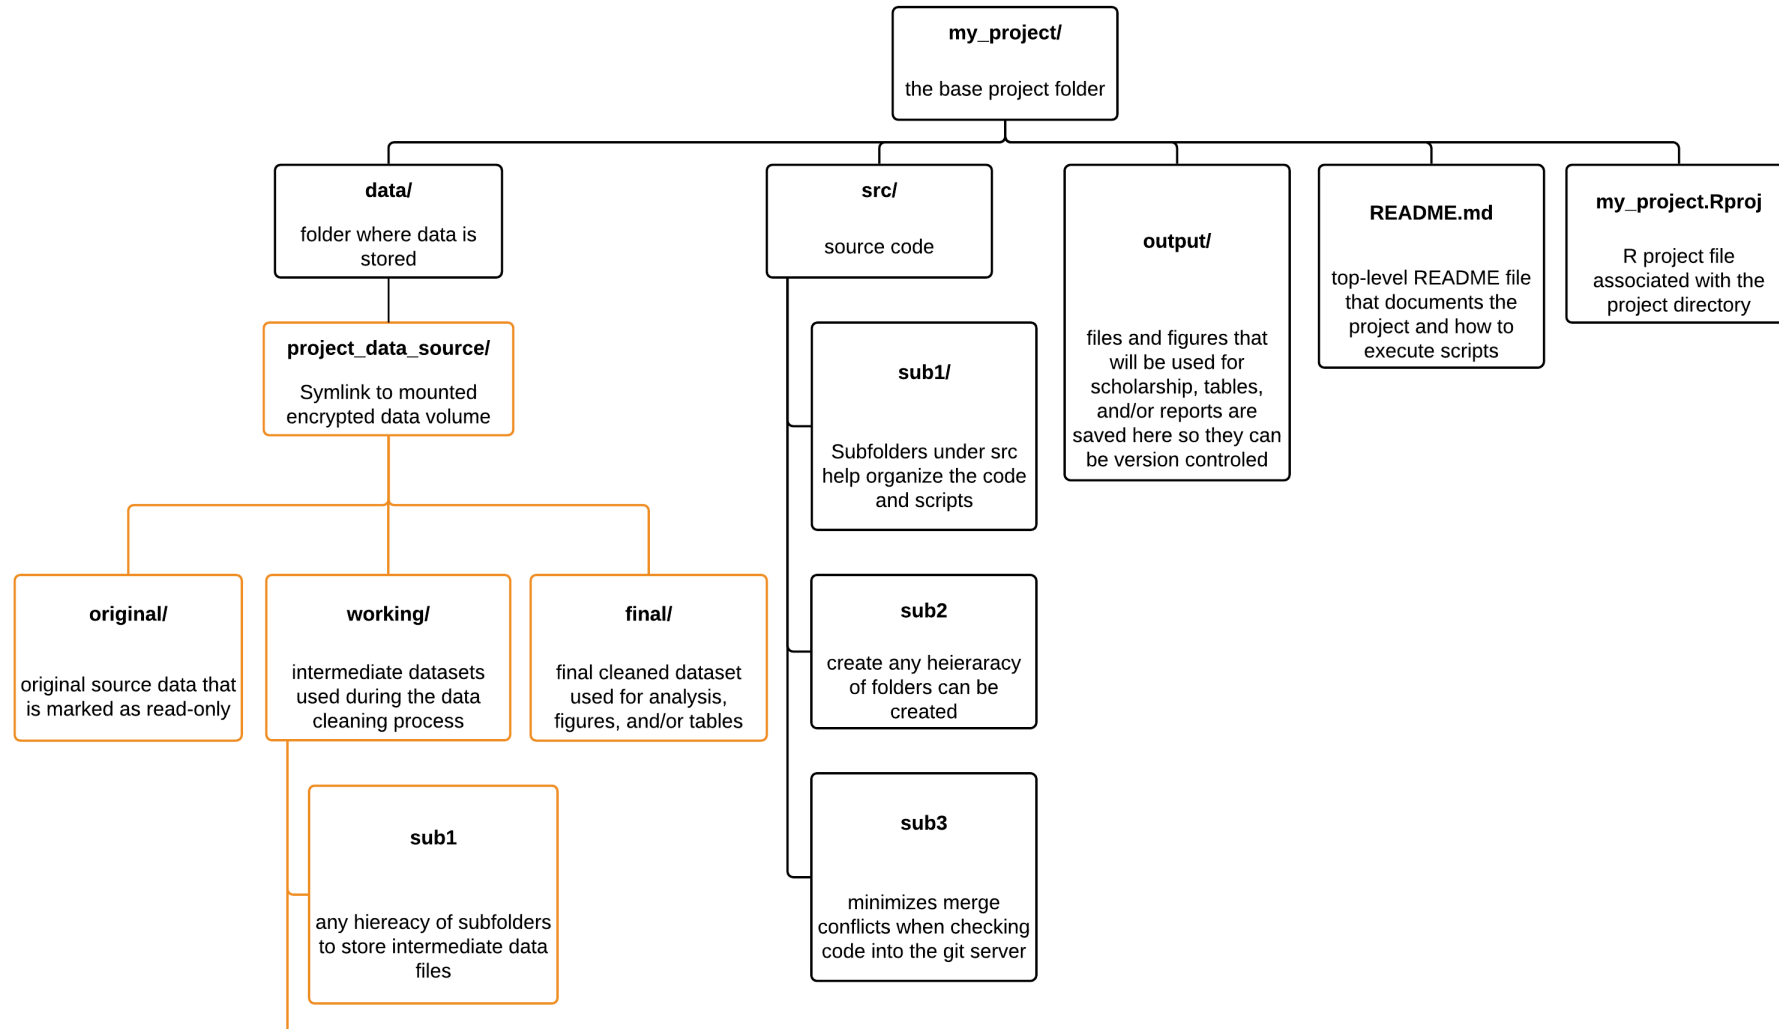 my_project/
the base project folder
data/
folder where data is
stored
src/
source code
output/
files and figures that
will be used for
scholarship, tables,
and/or reports are
saved here so they can
be version controled
README.md
top-level README file
that documents the
project and how to
execute scripts
my_project.Rproj
R project file
associated with the
project directory
project_data_source/
Symlink to mounted
encrypted data volume
sub1/
Subfolders under src
help organize the code
and scripts
original/
original source data that
is marked as read-only
working/
intermediate datasets
used during the data
cleaning process
final/
final cleaned dataset
used for analysis,
figures, and/or tables
sub2
create any heieraracy
of folders can be
created
sub1
any hiereacy of subfolders
to store intermediate data
files
sub3
minimizes merge
conflicts when checking
code into the git server